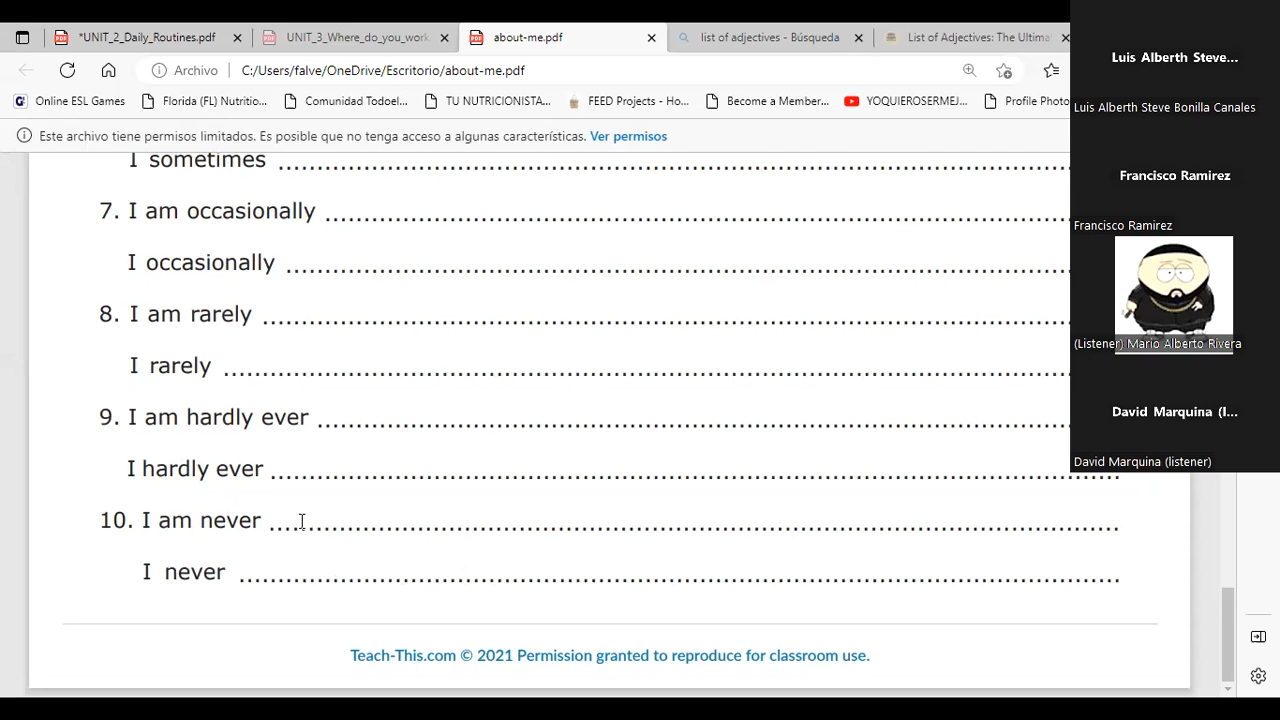 *UNIT_2_Daily_Routines.pdf
UNIT_3_Where_do_you_work
about-me.pdf
list of adjectives - Búsqueda
List of Adjectives: The Ultima
Archivo
C:/Users/falve/OneDrive/Escritorio/about-me.pdf
Online ESL Games
Florida (FL) Nutritio...
Comunidad Todoel...
TU NUTRICIONISTA...
FEED Projects - Ho...
Become a Member...
YOQUIEROSERMEJ...
Profile Photo
Este archivo tiene permisos limitados. Es posible que no tenga acceso a algunas características. Ver permisos
I sometimes ................................................................
7. I am occasionally ................................................................
I occasionally ................................................................
8. I am rarely ................................................................
I rarely ................................................................
9. I am hardly ever ................................................................
I hardly ever ................................................................
10. I am never ................................................................
I never ................................................................
Teach-This.com © 2021 Permission granted to reproduce for classroom use.
Luis Alberth Steve...
Luis Alberth Steve Bonilla Canales
Francisco Ramirez
Francisco Ramirez
(Listener) Mario Alberto Rivera
David Marquina (l...
David Marquina (listener)